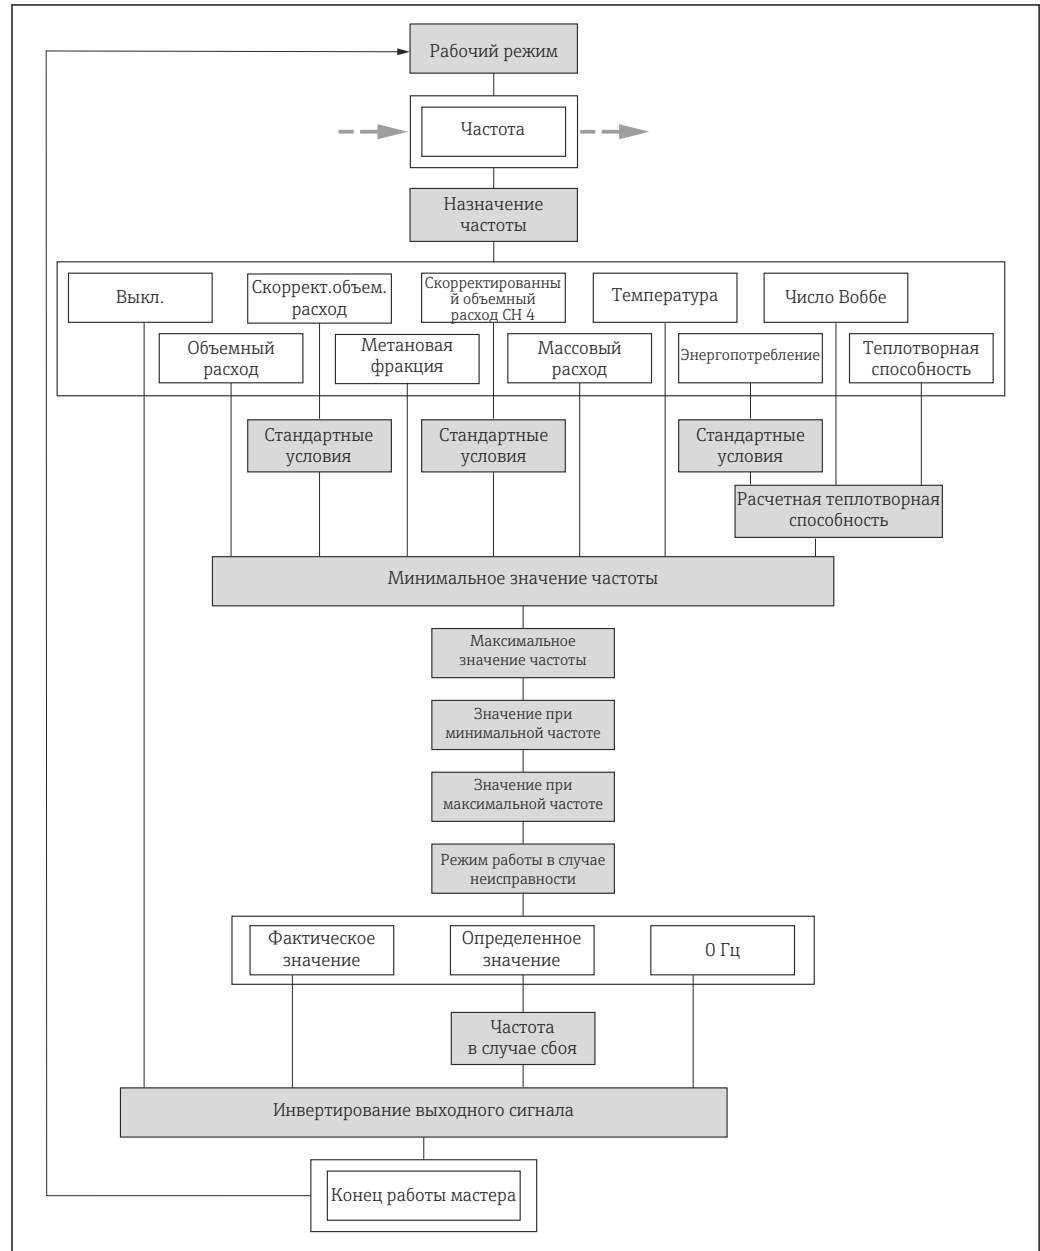 Рабочий режим
Частота
Назначение
частоты
Выкл.
Скоррект.объем.
расход
Скорректированны
й объемный
расход CH 4
Температура
Число Воббе
Объемный
расход
Метановая
фракция
Массовый
расход
Энергопотребление
Теплотворная
способность
Стандартные
условия
Стандартные
условия
Стандартные
условия
Расчетная теплотворная
способность
Минимальное значение частоты
Максимальное
значение частоты
Значение при
минимальной частоте
Значение при
максимальной частоте
Режим работы в случае
неисправности
Фактическое
значение
Определенное
значение
0 Гц
Частота
в случае сбоя
Инвертирование выходного сигнала
Конец работы мастера